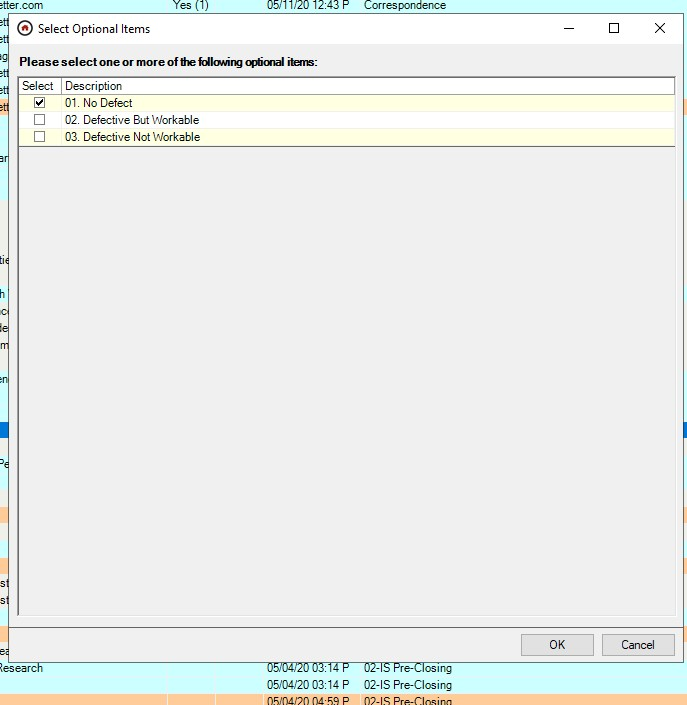 etter.com Yes (1) 05/11/20 12:43 P Correspondence
Select Optional Items
Please select one or more of the following optional items:
Select Description
01. No Defect
02. Defective But Workable
03. Defective Not Workable
OK Cancel
Research 05/04/20 03:14 P 02-IS Pre-Closing
05/04/20 03:14 P 02-IS Pre-Closing
05/04/20 04:59 P 02-IS Pre-Closing